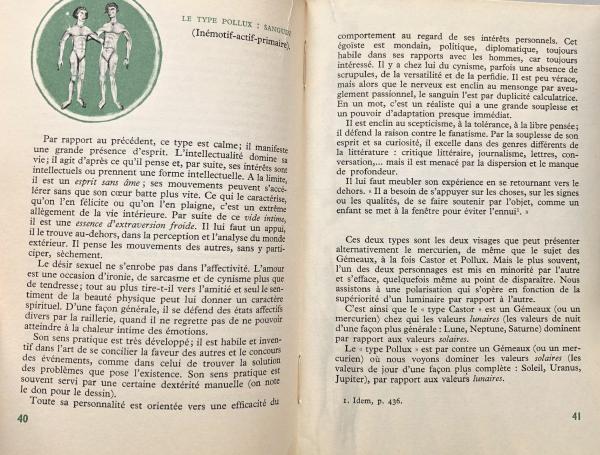 LE TYPE POLLUX : SANGUIN
(Inémotif-actif-primaire).
Par rapport au précédent, ce type est calme; il manifeste
une grande présence d'esprit. L'intellectualité domine sa
vie; il agit d'après ce qu'il pense et, par suite, ses intérêts sont
intellectuels ou prennent une forme intellectuelle. A la limite,
il est un esprit sans âme; ses mouvements peuvent s'accé-
lérer sans que son cœur batte plus vite. Ce qui le caractérise,
qu'on l'en félicite ou qu'on l'en plaigne, c'est un extrême
allègement de la vie intérieure. Par suite de ce vide intime,
il est une essence d'extraversion froide. Il lui faut un appui,
il le trouve au-dehors, dans la perception et l'analyse du monde
extérieur. Il pense les mouvements des autres, sans y parti-
ciper, sèchement.
Le désir sexuel ne s'enrobe pas dans l'affectivité. L'amour
est une occasion d'ironie, de sarcasme et de cynisme plus que
de tendresse; tout au plus tire-t-il vers l'amitié et seul le sen-
timent de la beauté physique peut lui donner un caractère
spirituel. D'une façon générale, il se défend des états affectifs
divers par la raillerie, quand il ne regrette pas de ne pouvoir
atteindre à la chaleur intime des émotions.
Son sens pratique est très développé; il est habile et inven-
tif dans l'art de se concilier la faveur des autres et le concours
des événements, comme dans celui de trouver la solution
des problèmes que pose l'existence. Son sens pratique est
souvent servi par une certaine dextérité manuelle (on note
le don pour le dessin).
Toute sa personnalité est orientée vers une efficacité du
40
comportement au regard de ses intérêts personnels. Cet
égoïste est mondain, politique, diplomatique, toujours
habile dans ses rapports avec les hommes, car toujours
intéressé. Il y a chez lui du cynisme, parfois une absence de
scrupules, de la versatilité et de la perfidie. Il est peu vérace,
mais alors que le nerveux est enclin au mensonge par aveu-
glement passionnel, le sanguin l'est par duplicité calculatrice.
En un mot, c'est un réaliste qui a une grande souplesse et
un pouvoir d'adaptation presque immédiat.
Il est enclin au scepticisme, à la tolérance, à la libre pensée;
il défend la raison contre le fanatisme. Par la souplesse de son
esprit et sa curiosité, il excelle dans des genres différents de
la littérature : critique littéraire, journalisme, lettres, con-
versation,... mais il est menacé par la dispersion et le manque
de profondeur.
Il lui faut meubler son expérience en se retournant vers le
dehors. « Il a besoin de s'appuyer sur les choses, sur les signes
ou les qualités, de se faire soutenir par l'objet, comme un
enfant se met à la fenêtre pour éviter l'ennui¹. »
Ces deux types sont les deux visages que peut présenter
alternativement le mercurien, de même que le sujet des
Gémeaux, à la fois Castor et Pollux. Mais le plus souvent,
l'un des deux personnages est mis en minorité par l'autre
et s'efface, quelquefois même au point de disparaître. Nous
assistons à une polarisation qui s'opère en fonction de la
supériorité d'un luminaire par rapport à l'autre.
C'est ainsi que le « type Castor » est un Gémeaux (ou un
mercurien) chez qui les valeurs lunaires (les valeurs de nuit
d'une façon plus générale : Lune, Neptune, Saturne) dominent
par rapport aux valeurs solaires.
Le « type Pollux » est par contre un Gémeaux (ou un mer-
curien) où nous voyons dominer les valeurs solaires (les
valeurs de jour d'une façon plus complète : Soleil, Uranus,
Jupiter), par rapport aux valeurs lunaires.
1. Idem, p. 436.
41